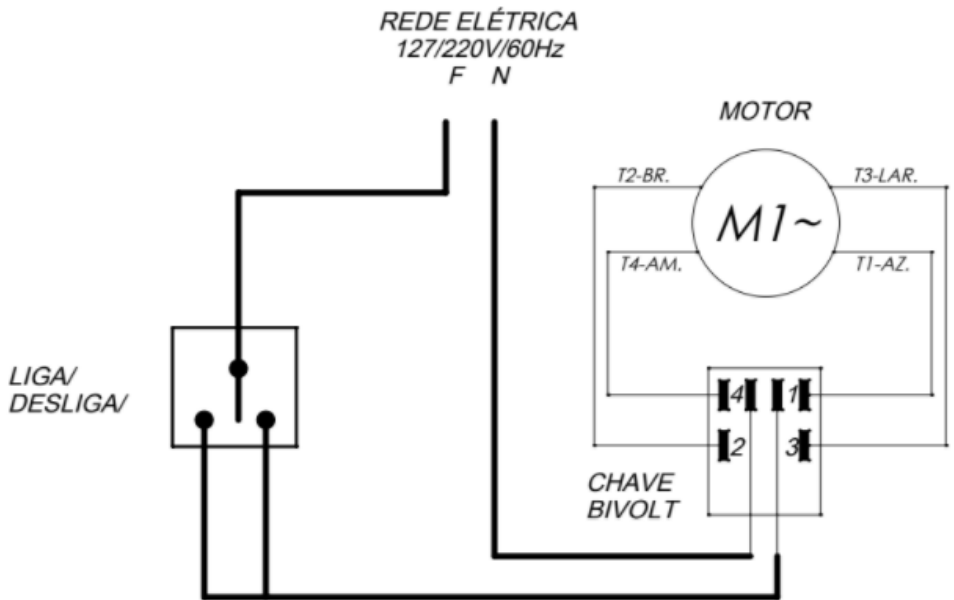 REDE ELÉTRICA
127/220V/60Hz
F N
MOTOR
T2-BR.
T3-LAR.
M1~
T4-AM.
T1-AZ.
LIGA/
DESLIGA/
4 1
2 3
CHAVE
BIVOLT